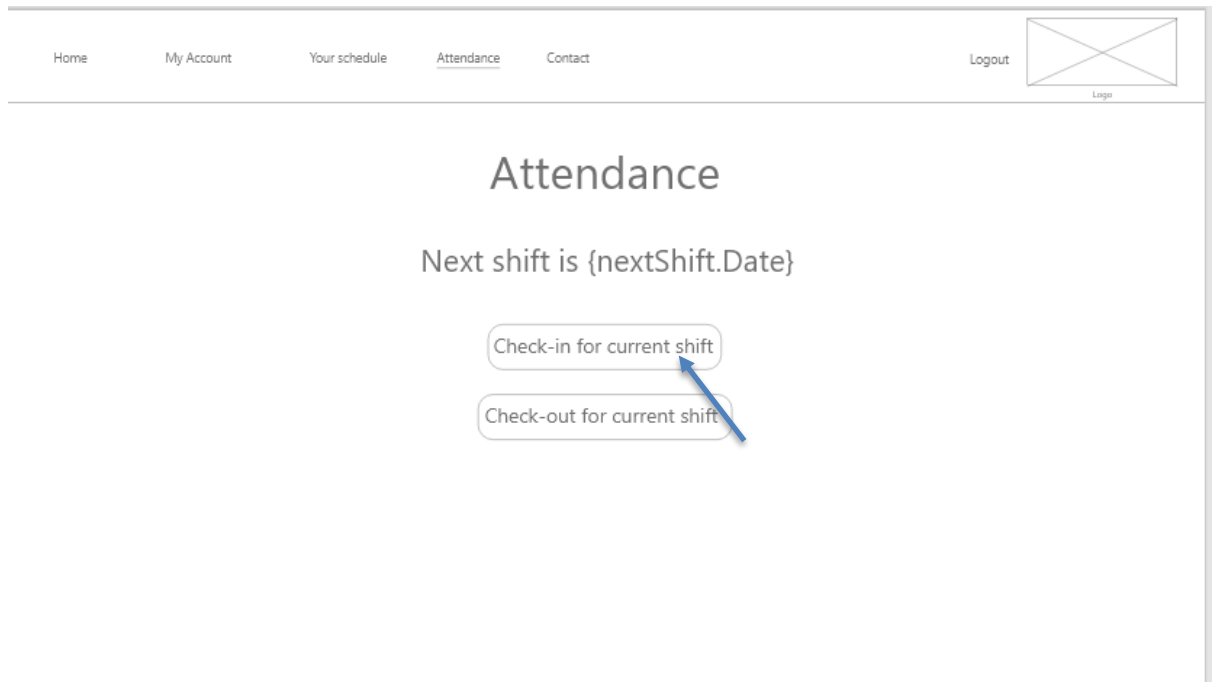 Home My Account Your schedule Attendance Contact Logout
Logo
Attendance
Next shift is {nextShift.Date}
Check-in for current shift
Check-out for current shift